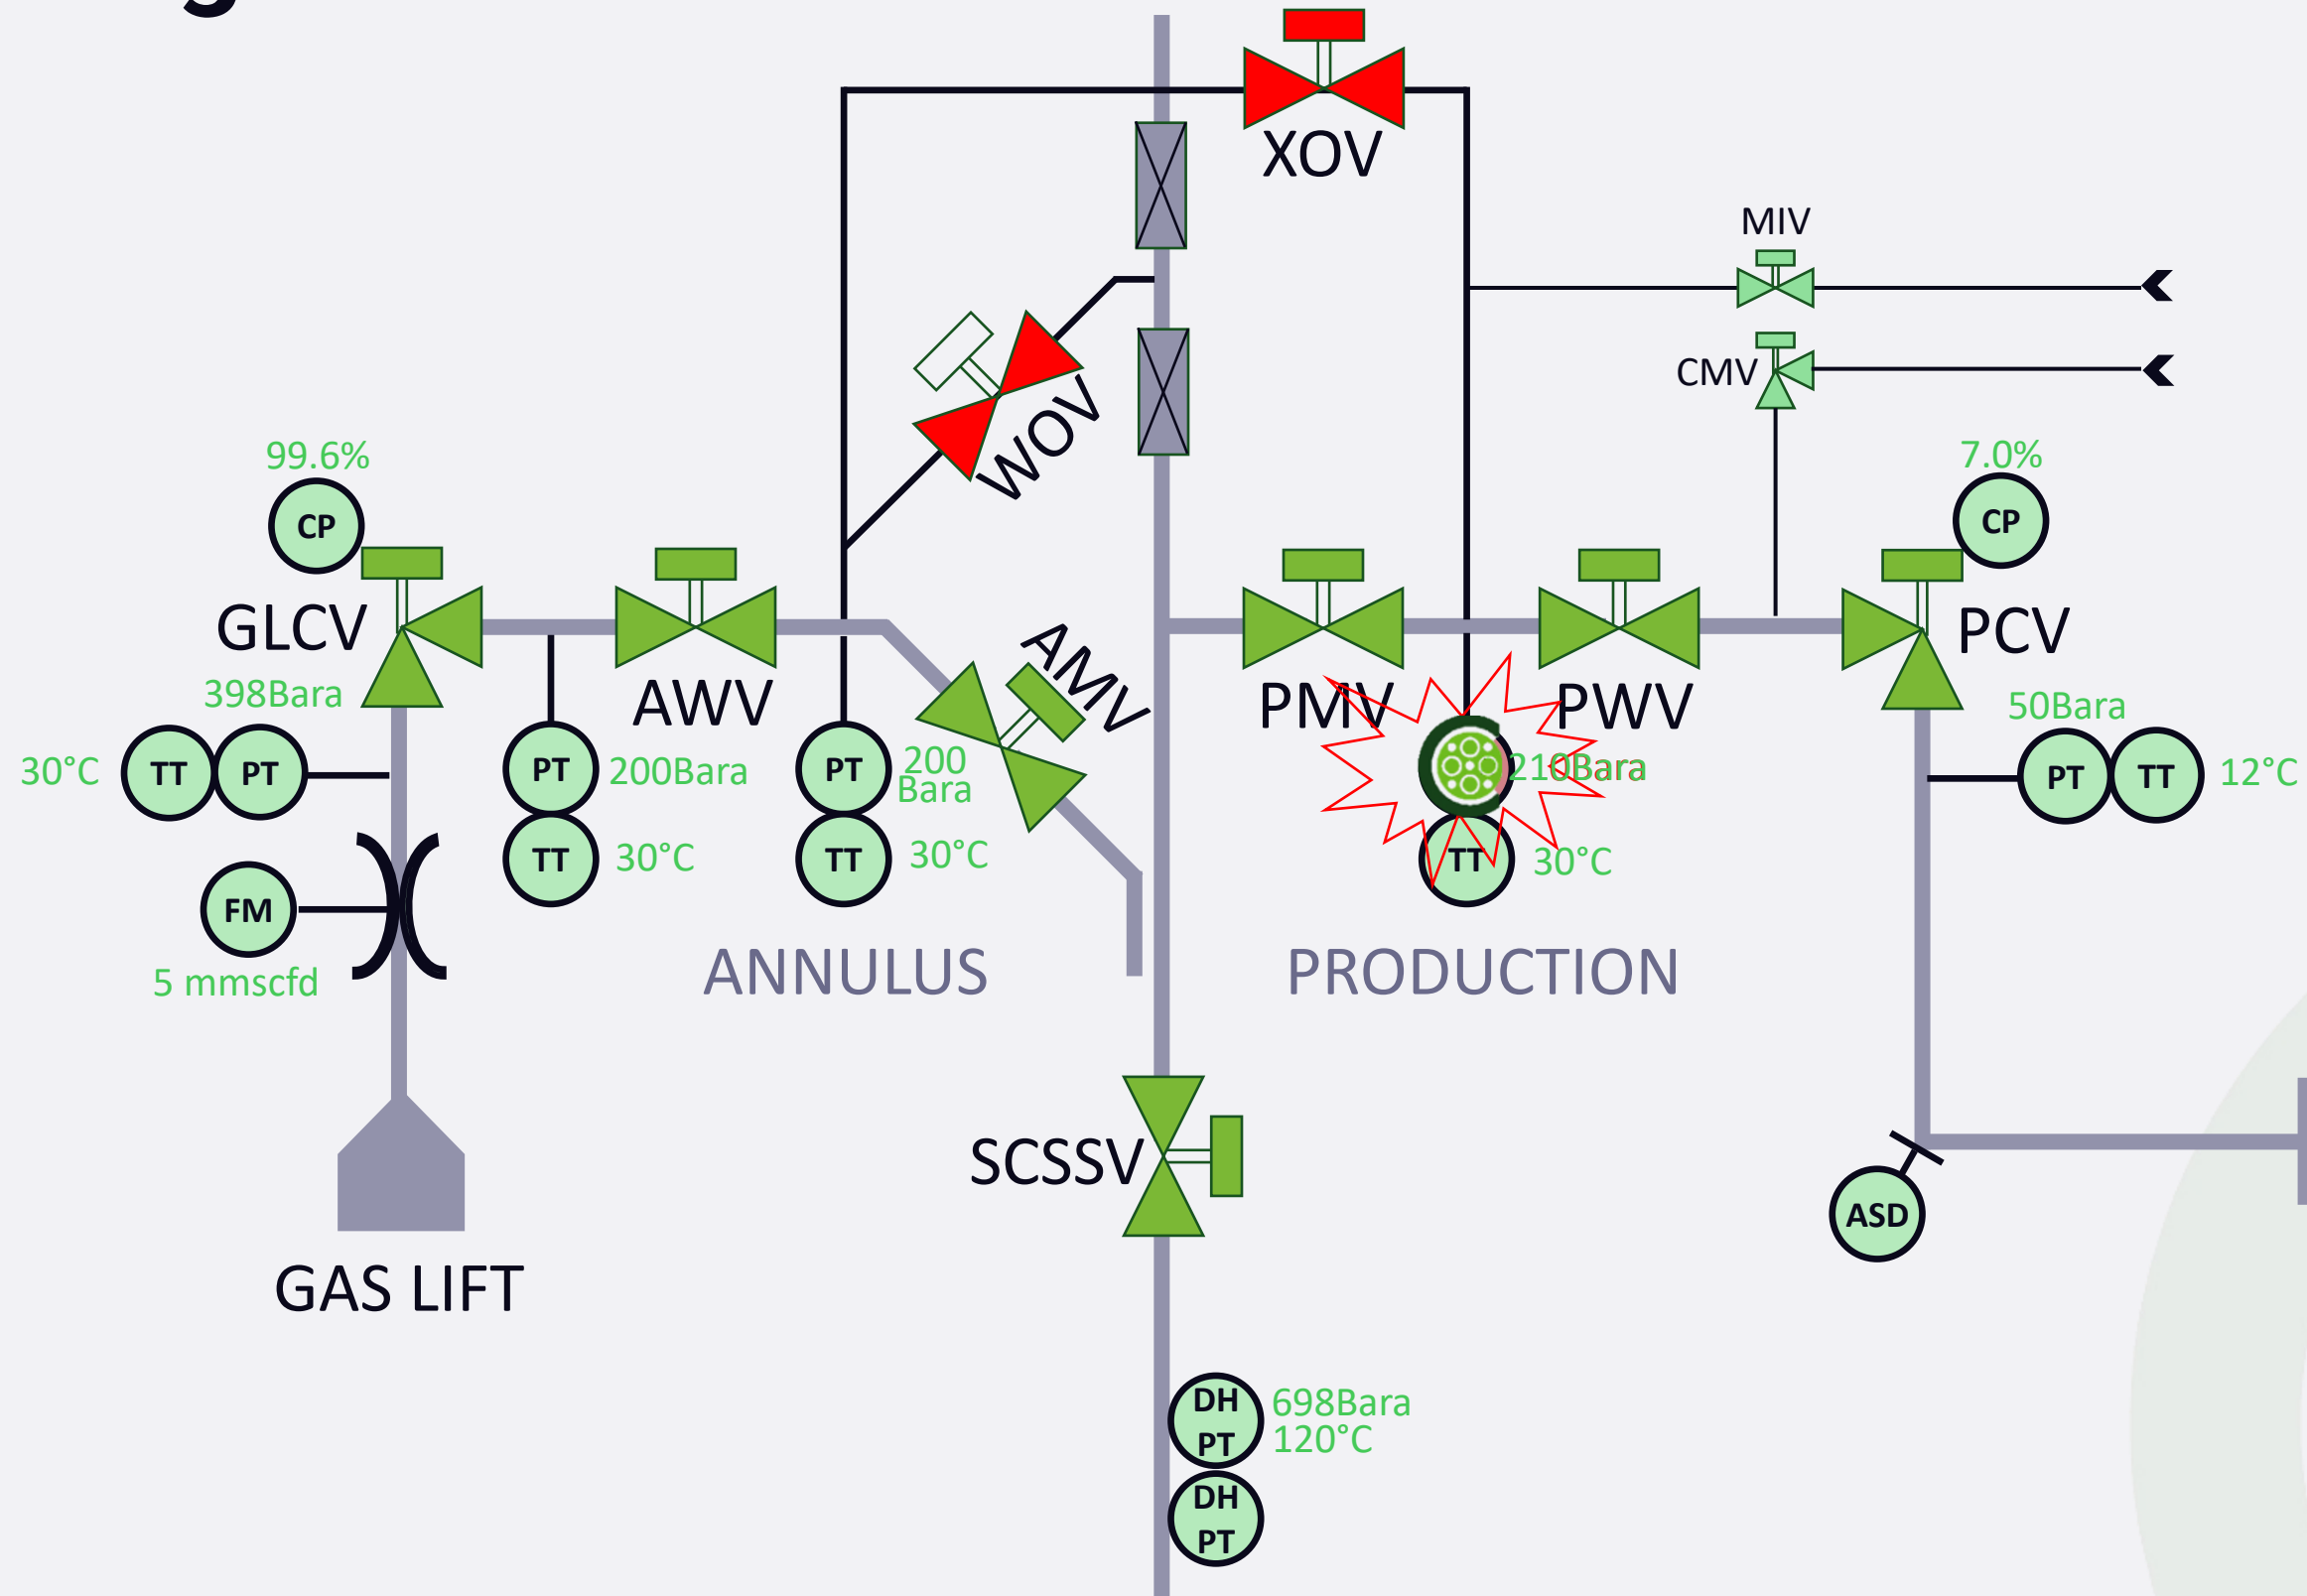 XOV
MIV
CMV
WOV
99.6%
CP
7.0%
CP
GLCV
AWV
AMV
PMV
PWV
PCV
398Bara
30°C
TT
PT
PT
200Bara
TT
30°C
PT
200
Bara
TT
30°C
210Bara
TT
30°C
50Bara
PT
TT
12°C
FM
5 mmscfd
ANNULUS
PRODUCTION
SCSSV
ASD
GAS LIFT
DH
PT
698Bara
120°C
DH
PT